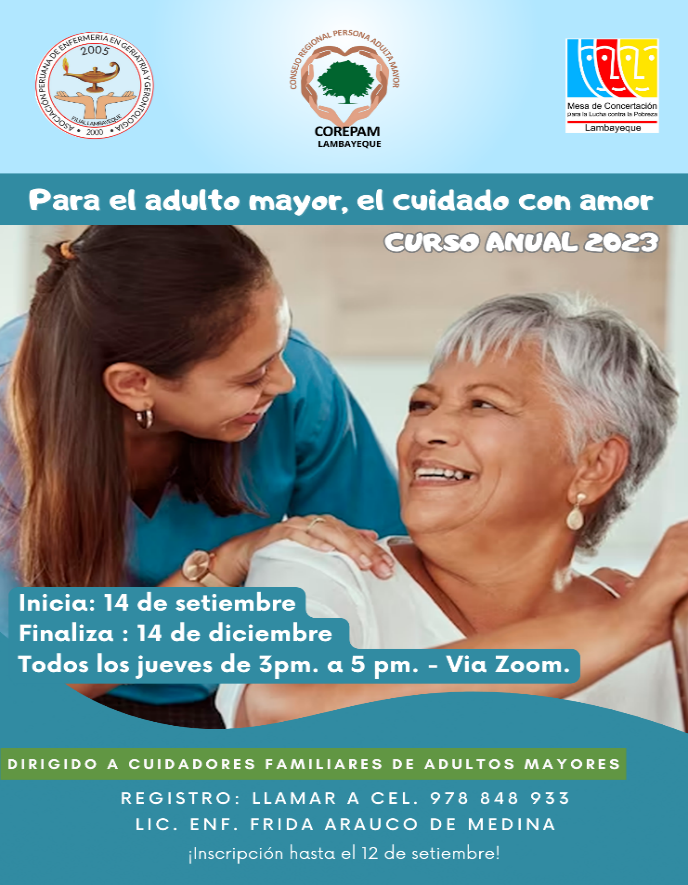 ASOCIACIÓN PERUANA DE ENFERMERIA EN GERIATRIA Y GERONTOLOGIA
2005
FILIAL LAMBAYEQUE
2000
CONSEJO REGIONAL PERSONA ADULTA MAYOR
COREPAM
LAMBAYEQUE
Mesa de Concertación
para la Lucha contra la Pobreza
Lambayeque
Para el adulto mayor, el cuidado con amor
CURSO ANUAL 2023
Inicia: 14 de setiembre
Finaliza : 14 de diciembre
Todos los jueves de 3pm. a 5 pm. - Via Zoom.
DIRIGIDO A CUIDADORES FAMILIARES DE ADULTOS MAYORES
REGISTRO: LLAMAR A CEL. 978 848 933
LIC. ENF. FRIDA ARAUCO DE MEDINA
¡Inscripción hasta el 12 de setiembre!